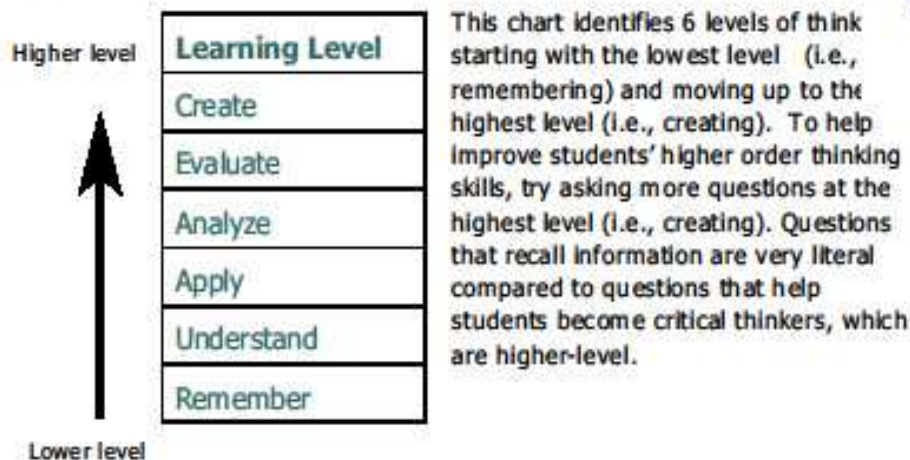 Higher level
Learning Level
Create
Evaluate
Analyze
Apply
Understand
Remember
Lower level
This chart identifies 6 levels of think
starting with the lowest level (i.e.,
remembering) and moving up to the
highest level (i.e., creating). To help
improve students' higher order thinking
skills, try asking more questions at the
highest level (i.e., creating). Questions
that recall information are very literal
compared to questions that help
students become critical thinkers, which
are higher-level.